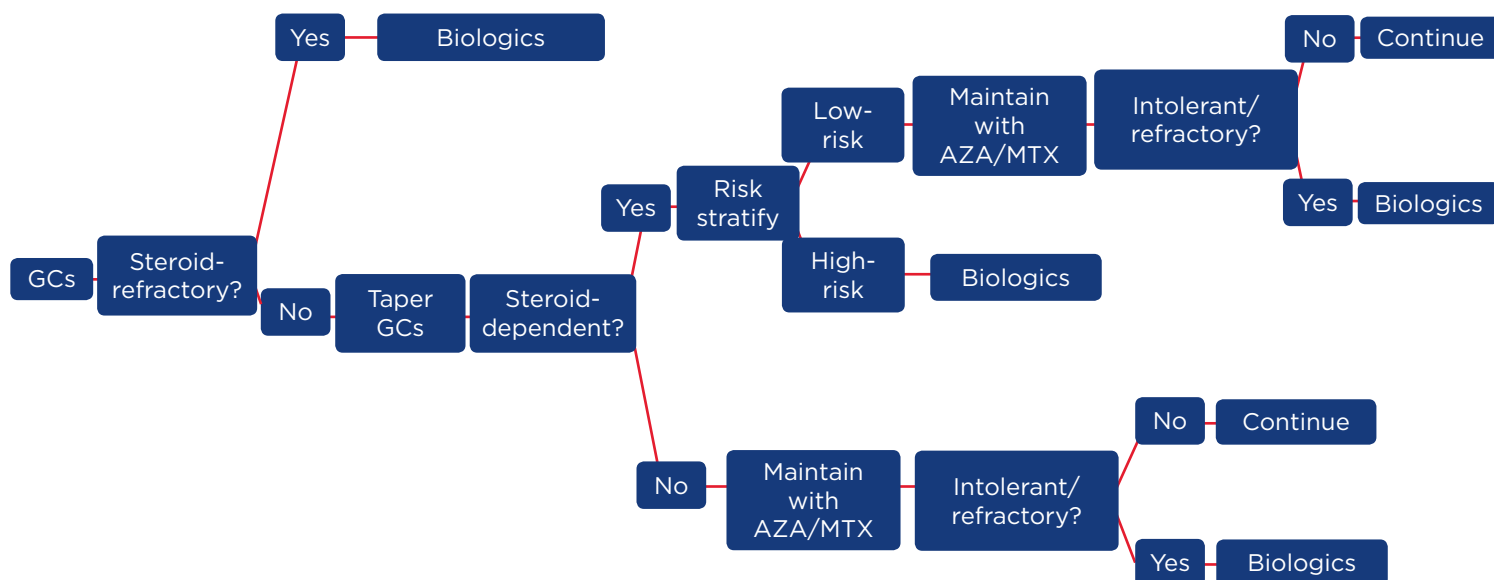 Yes
Biologics
No
Continue
Low-
risk
Maintain
with
AZA/MTX
Intolerant/
refractory?
Yes
Risk
stratify
Yes
Biologics
GCs
Steroid-
refractory?
High-
risk
Biologics
No
Taper
GCs
Steroid-
dependent?
No
Continue
No
Maintain
with
AZA/MTX
Intolerant/
refractory?
Yes
Biologics